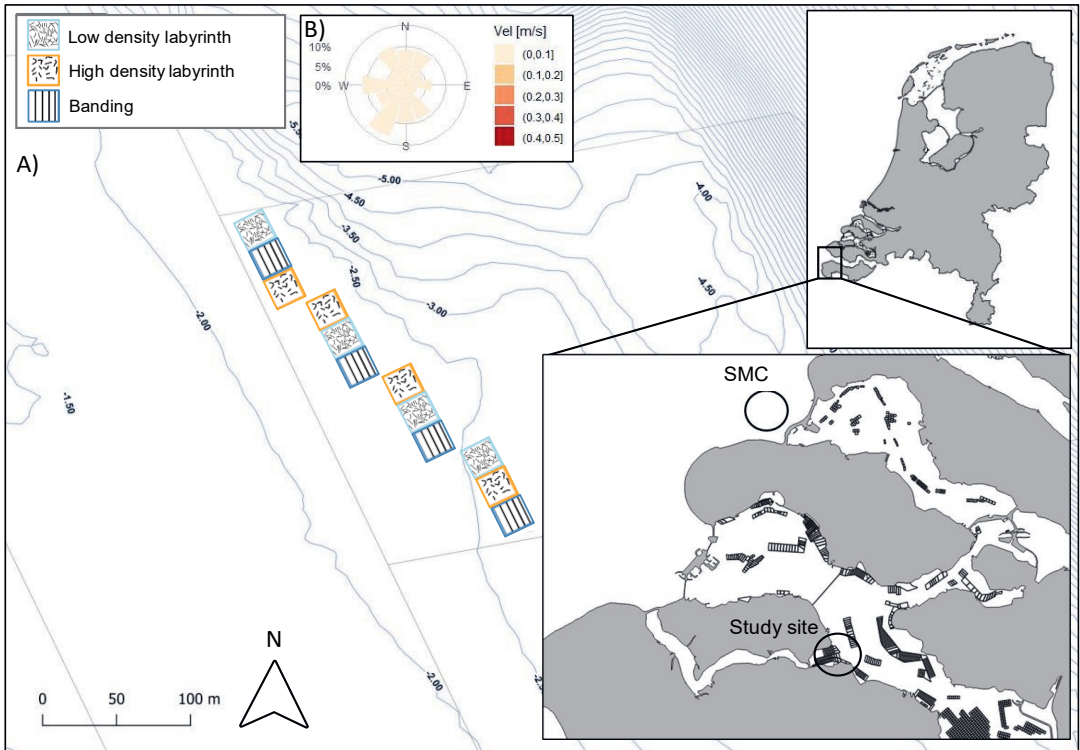 Low density labyrinth
High density labyrinth
Banding
A)
B)
N
10%
5%
0%
W
E
S
Vel [m/s]
(0,0.1]
(0.1,0.2]
(0.2,0.3]
(0.3,0.4]
(0.4,0.5]
-5.00
-4.50
-3.50
-2.50
-3.00
-4.00
-4.50
-2.00
-1.50
-2.00
SMC
Study site
N
0 50 100 m